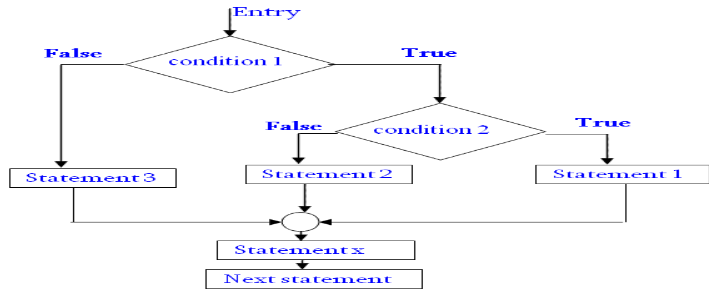 Entry
False
True
condition 1
False
True
condition 2
Statement 3
Statement 2
Statement 1
Statement x
Next statement